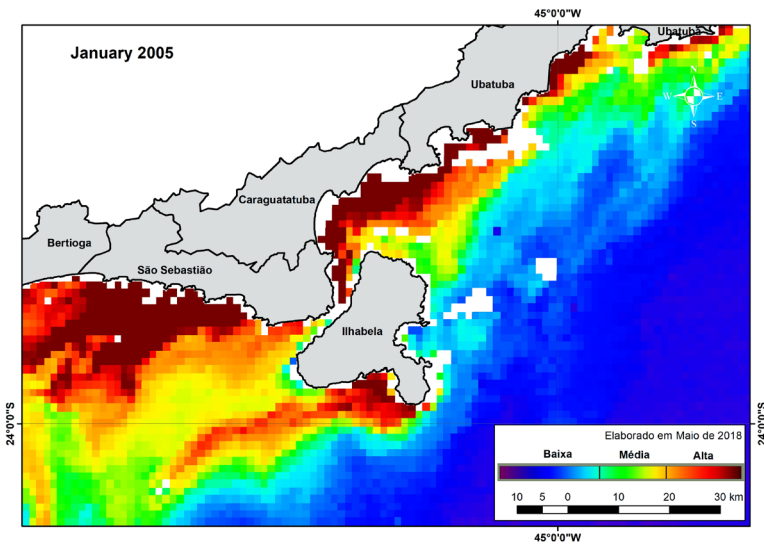 45°0'0"W
January 2005
Ubatuba
Ubatuba
N
W E
S
Caraguatatuba
Bertioga
São Sebastião
Ilhabela
24°0'0"S
24°0'0"S
Elaborado em Maio de 2018
Baixa Média Alta
10 5 0 10 20 30 km
45°0'0"W